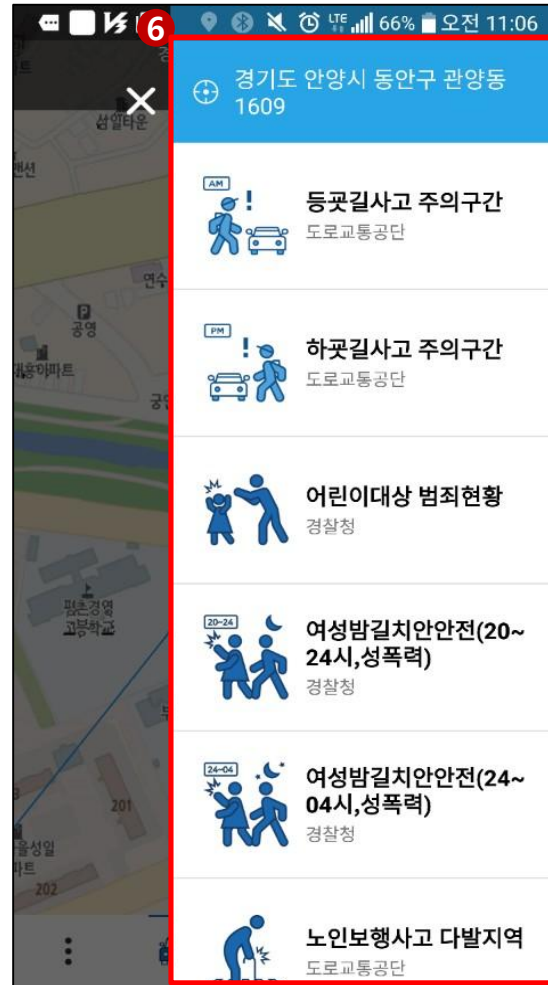 6
LTE 66% 오전 11:06
경기도 안양시 동안구 관양동
1609
삼일타운
맨션
연수
P
공영
AM
등굣길사고 주의구간
도로교통공단
PM
하굣길사고 주의구간
도로교통공단
어린이대상 범죄현황
경찰청
평촌경영
고등학교
20-24
여성밤길치안안전(20~
24시,성폭력)
경찰청
24-04
여성밤길치안안전(24~
04시,성폭력)
경찰청
201
202
노인보행사고 다발지역
도로교통공단